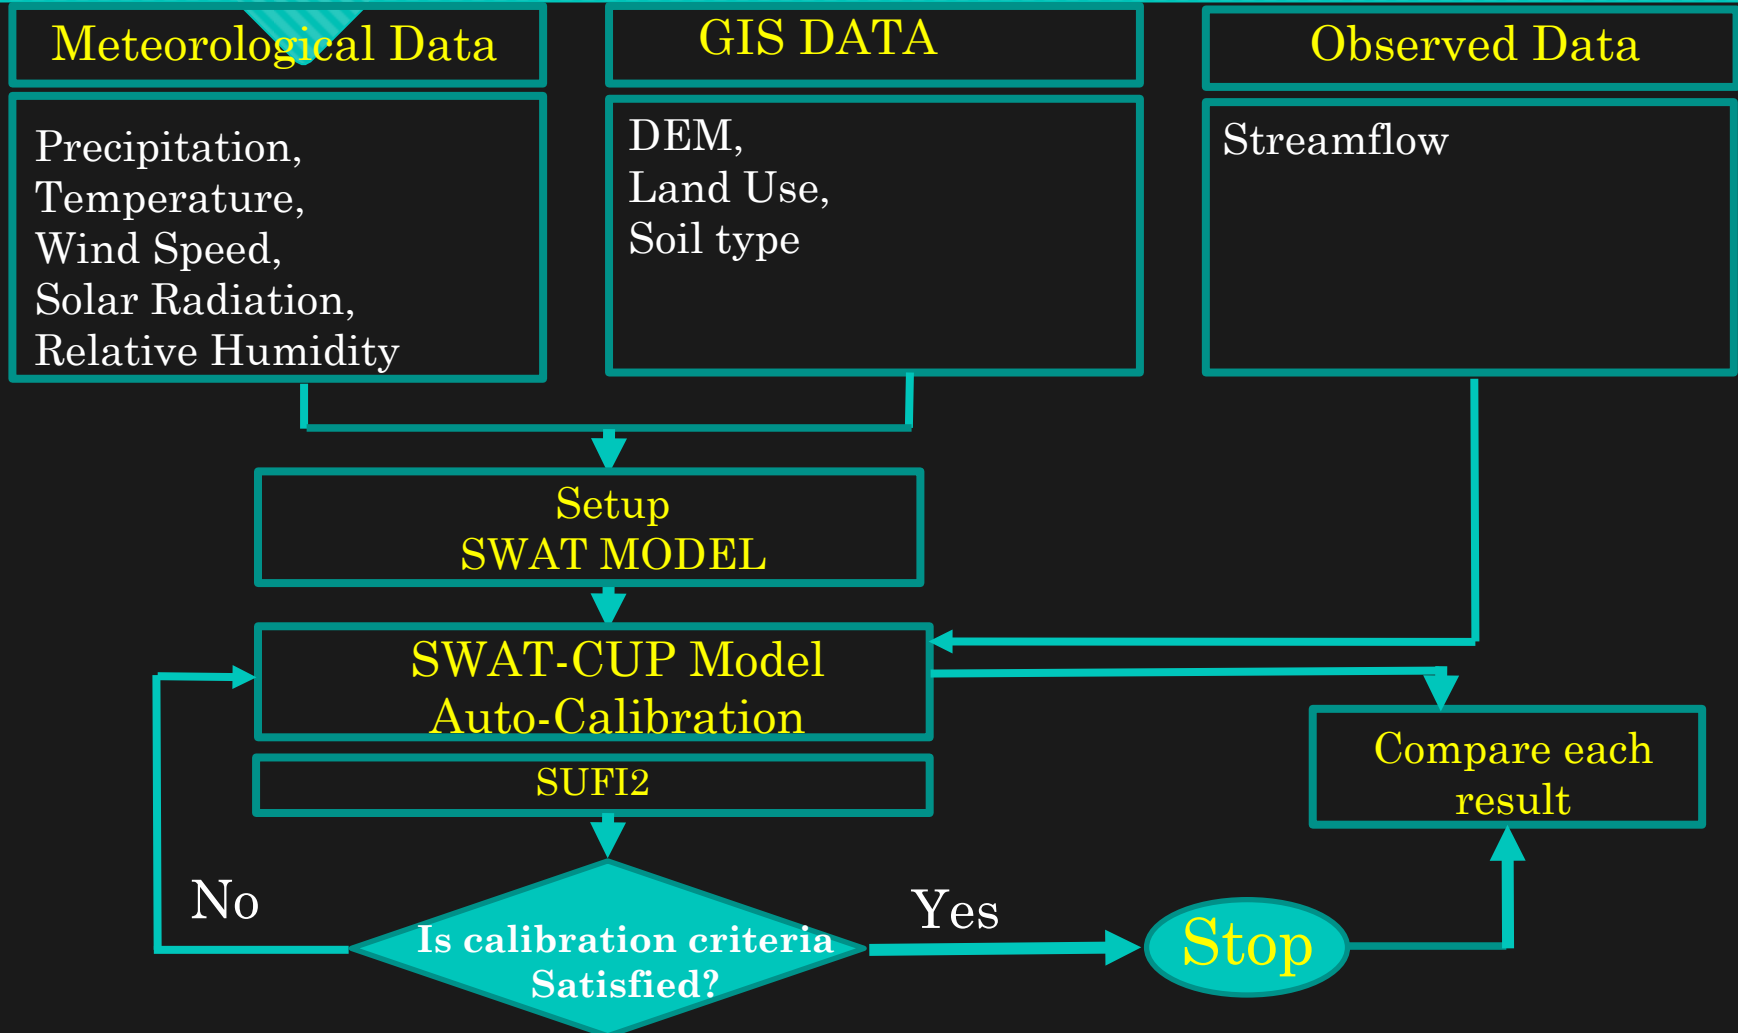 Meteorological Data
GIS DATA
Observed Data
Precipitation,
Temperature,
Wind Speed,
Solar Radiation,
Relative Humidity
DEM,
Land Use,
Soil type
Streamflow
Setup
SWAT MODEL
SWAT-CUP Model
Auto-Calibration
SUFI2
Compare each
result
No
Is calibration criteria
Satisfied?
Yes
Stop